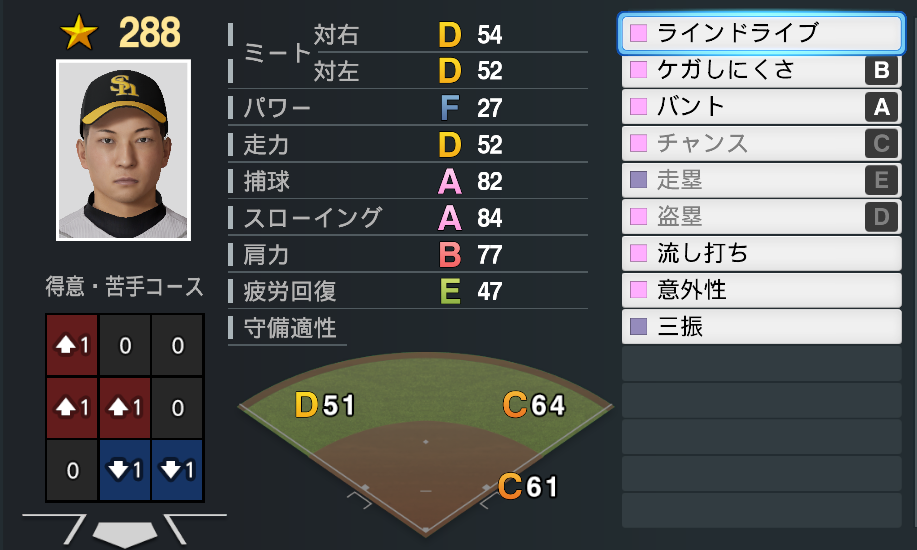 288
SH
得意・苦手コース
1 0 0
1 1 0
0 1 1
ミート 対右 D 54
対左 D 52
パワー F 27
走力 D 52
捕球 A 82
スローイング A 84
肩力 B 77
疲労回復 E 47
守備適性
D51 C64
C61
ラインドライブ
ケガしにくさ B
バント A
チャンス C
走塁 E
盗塁 D
流し打ち
意外性
三振